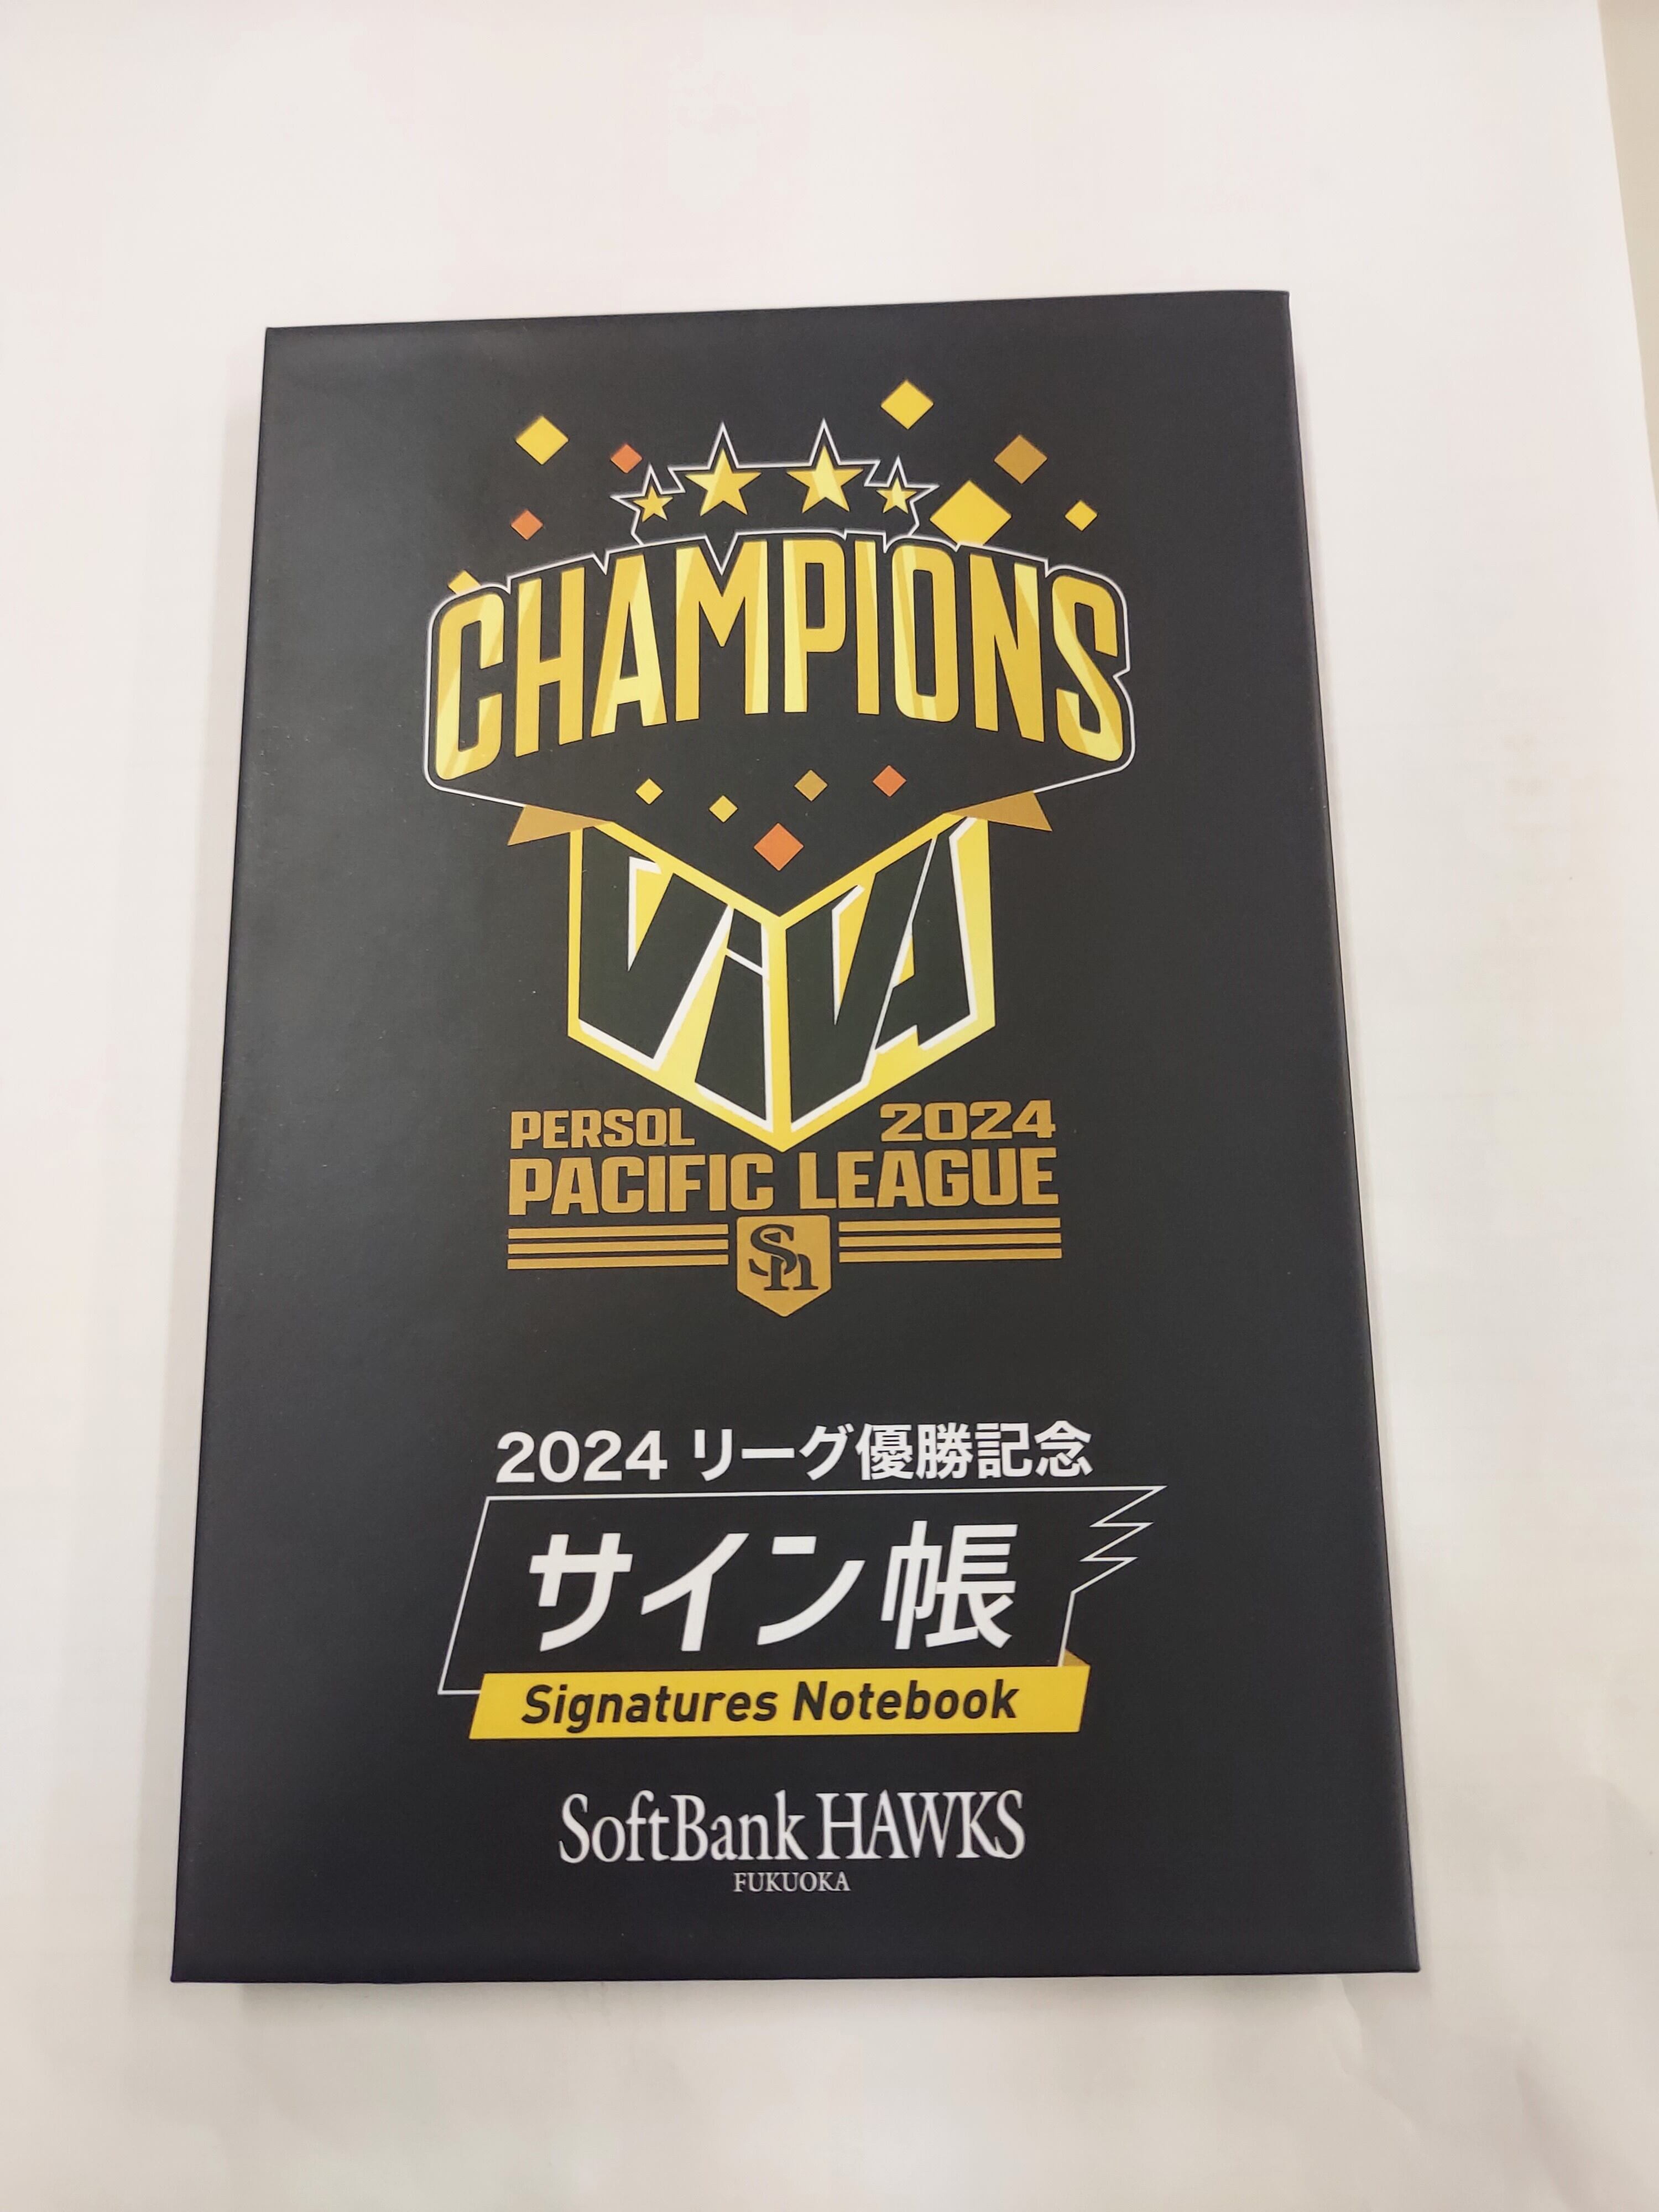 CHAMPIONS
ViVA
PERSOL 2024
PACIFIC LEAGUE
Sh
2024 リーグ優勝記念
サイン帳
Signatures Notebook
SoftBank HAWKS
FUKUOKA